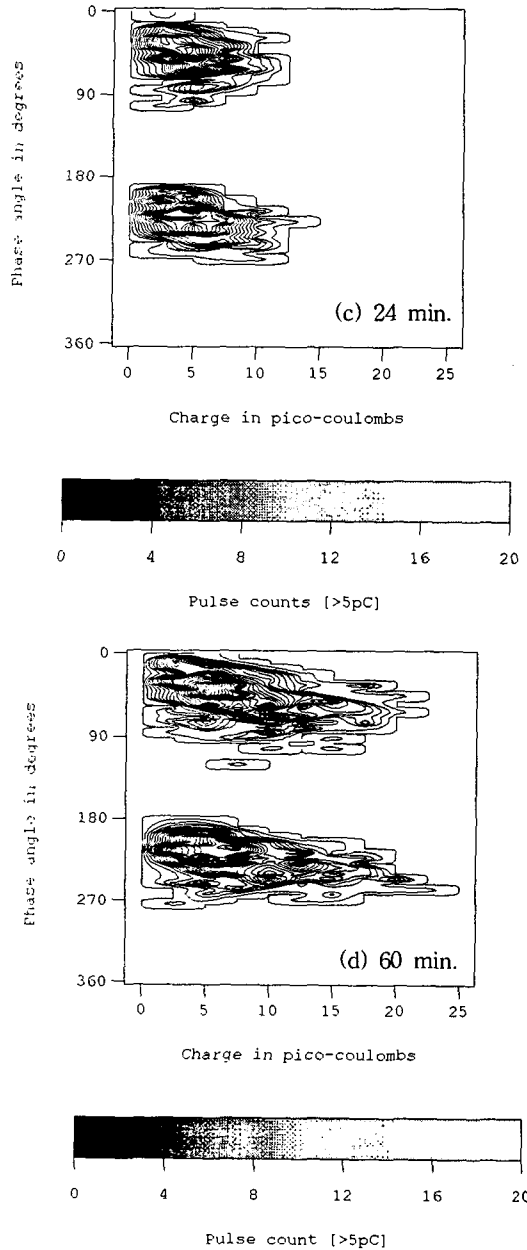 0
90
180
270
360
Phase angle in degrees
(c) 24 min.
0 5 10 15 20 25
Charge in pico-coulombs
0 4 8 12 16 20
Pulse counts [>5pC]
0
90
180
270
360
Phase angle in degrees
(d) 60 min.
0 5 10 15 20 25
Charge in pico-coulombs
0 4 8 12 16 20
Pulse count [>5pC]